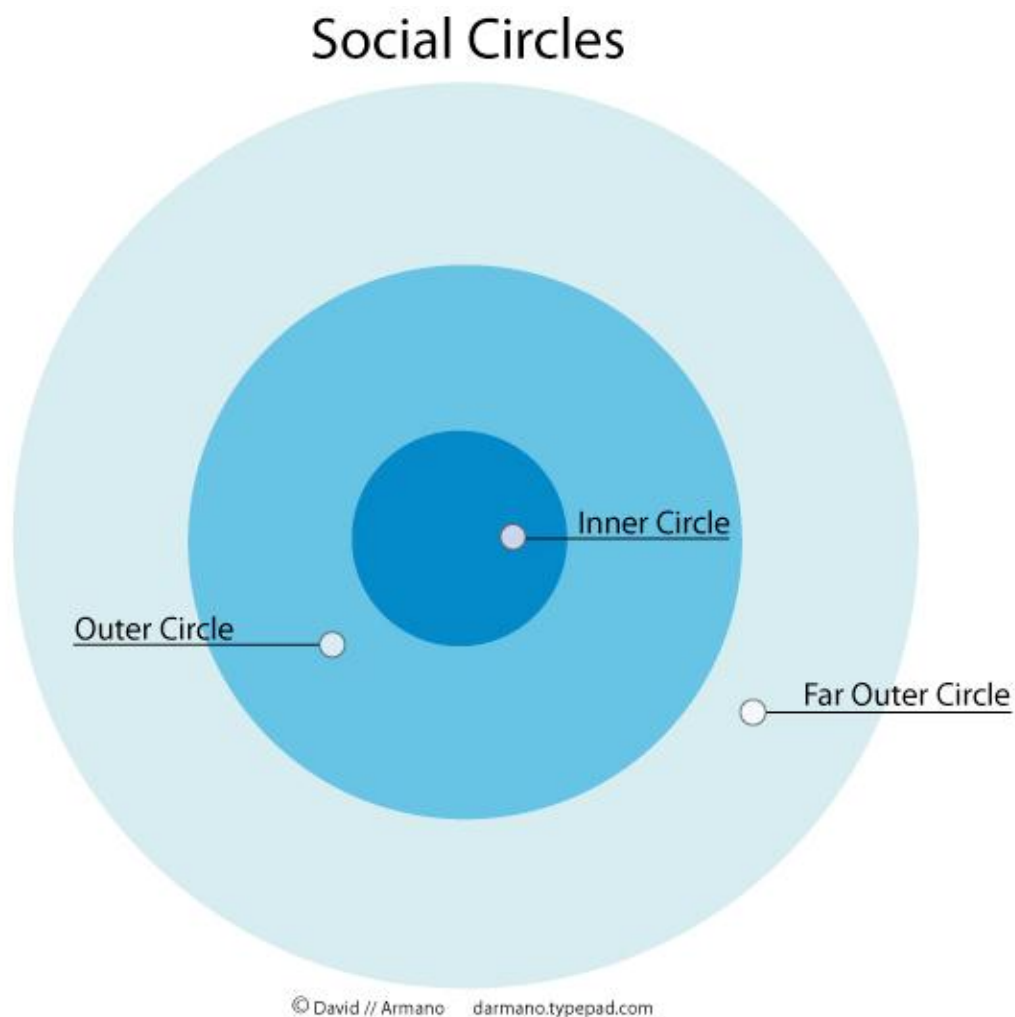 Social Circles
Inner Circle
Outer Circle
Far Outer Circle
© David // Armano darmano.typepad.com